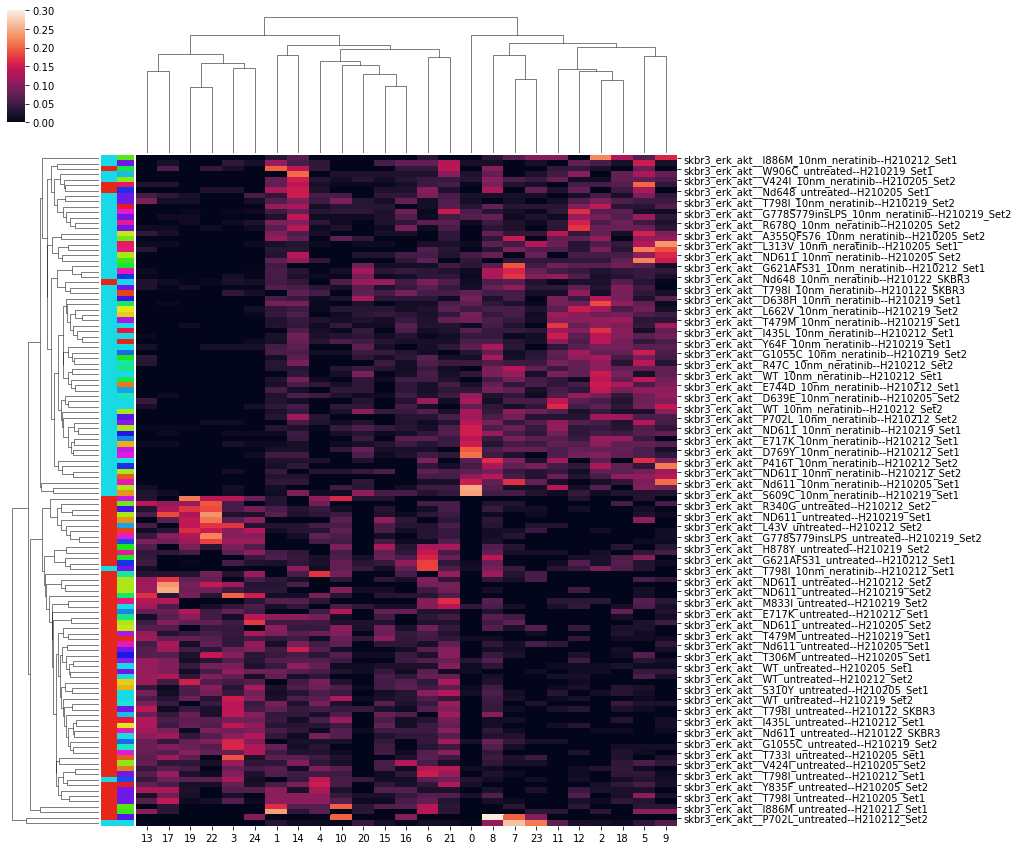 0.30
0.25
0.20
0.15
0.10
0.05
0.00
skbr3_erk_akt__I886M_10nm_neratinib--H210212_Set1
skbr3_erk_akt__W906C_untreated--H210219_Set1
skbr3_erk_akt__V424I_10nm_neratinib--H210205_Set2
skbr3_erk_akt__Nd648_untreated--H210205_Set1
skbr3_erk_akt__T798I_10nm_neratinib--H210219_Set2
skbr3_erk_akt__G778S779insLPS_10nm_neratinib--H210219_Set2
skbr3_erk_akt__R678Q_10nm_neratinib--H210205_Set2
skbr3_erk_akt__A355QFS76_10nm_neratinib--H210205_Set2
skbr3_erk_akt__L313V_10nm_neratinib--H210205_Set1
skbr3_erk_akt__ND611_10nm_neratinib--H210205_Set2
skbr3_erk_akt__G621AFS31_10nm_neratinib--H210212_Set1
skbr3_erk_akt__Nd648_10nm_neratinib--H210122_SKBR3
skbr3_erk_akt__T798I_10nm_neratinib--H210122_SKBR3
skbr3_erk_akt__D638H_10nm_neratinib--H210219_Set1
skbr3_erk_akt__L662V_10nm_neratinib--H210219_Set2
skbr3_erk_akt__T479M_10nm_neratinib--H210219_Set1
skbr3_erk_akt__I435L_10nm_neratinib--H210212_Set1
skbr3_erk_akt__Y64F_10nm_neratinib--H210219_Set1
skbr3_erk_akt__G1055C_10nm_neratinib--H210219_Set2
skbr3_erk_akt__R47C_10nm_neratinib--H210212_Set2
skbr3_erk_akt__WT_10nm_neratinib--H210212_Set1
skbr3_erk_akt__E744D_10nm_neratinib--H210212_Set1
skbr3_erk_akt__D639E_10nm_neratinib--H210205_Set2
skbr3_erk_akt__WT_10nm_neratinib--H210212_Set2
skbr3_erk_akt__P702L_10nm_neratinib--H210212_Set2
skbr3_erk_akt__ND611_10nm_neratinib--H210219_Set1
skbr3_erk_akt__E717K_10nm_neratinib--H210212_Set1
skbr3_erk_akt__D769Y_10nm_neratinib--H210212_Set1
skbr3_erk_akt__P416T_10nm_neratinib--H210212_Set2
skbr3_erk_akt__ND611_10nm_neratinib--H210212_Set2
skbr3_erk_akt__Nd611_10nm_neratinib--H210205_Set1
skbr3_erk_akt__S609C_10nm_neratinib--H210219_Set1
skbr3_erk_akt__R340G_untreated--H210212_Set2
skbr3_erk_akt__ND611_untreated--H210219_Set1
skbr3_erk_akt__L43V_untreated--H210212_Set2
skbr3_erk_akt__G778S779insLPS_untreated--H210219_Set2
skbr3_erk_akt__H878Y_untreated--H210219_Set2
skbr3_erk_akt__G621AFS31_untreated--H210212_Set1
skbr3_erk_akt__T798I_10nm_neratinib--H210212_Set1
skbr3_erk_akt__ND611_untreated--H210212_Set2
skbr3_erk_akt__ND611_untreated--H210219_Set2
skbr3_erk_akt__M833I_untreated--H210219_Set2
skbr3_erk_akt__E717K_untreated--H210212_Set1
skbr3_erk_akt__ND611_untreated--H210205_Set2
skbr3_erk_akt__T479M_untreated--H210219_Set1
skbr3_erk_akt__Nd611_untreated--H210205_Set1
skbr3_erk_akt__T306M_untreated--H210205_Set1
skbr3_erk_akt__WT_untreated--H210205_Set1
skbr3_erk_akt__WT_untreated--H210212_Set2
skbr3_erk_akt__S310Y_untreated--H210205_Set1
skbr3_erk_akt__WT_untreated--H210219_Set2
skbr3_erk_akt__T798I_untreated--H210122_SKBR3
skbr3_erk_akt__I435L_untreated--H210212_Set1
skbr3_erk_akt__Nd611_untreated--H210122_SKBR3
skbr3_erk_akt__G1055C_untreated--H210219_Set2
skbr3_erk_akt__T733I_untreated--H210205_Set1
skbr3_erk_akt__V424I_untreated--H210205_Set2
skbr3_erk_akt__T798I_untreated--H210212_Set1
skbr3_erk_akt__Y835F_untreated--H210205_Set2
skbr3_erk_akt__T798I_untreated--H210205_Set1
skbr3_erk_akt__I886M_untreated--H210212_Set1
skbr3_erk_akt__P702L_untreated--H210212_Set2
13 17 19 22 3 24 1 14 4 10 20 15 16 6 21 0 8 7 23 11 12 2 18 5 9